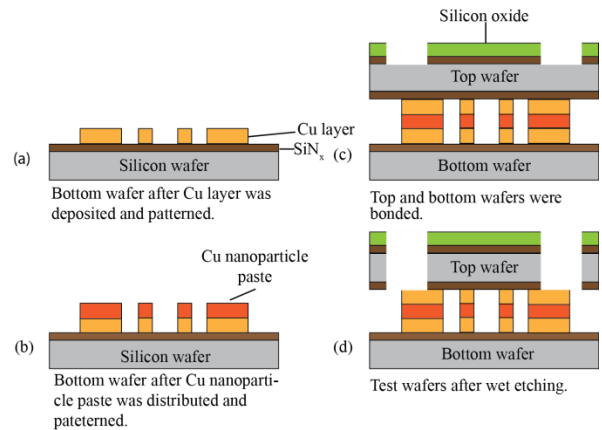 (a)
Cu layer
SiNx
Silicon wafer
Bottom wafer after Cu layer was
deposited and patterned.
Cu nanoparticle
paste
(b)
Silicon wafer
Bottom wafer after Cu nanoparti-
cle paste was distributed and
pateterned.
Silicon oxide
Top wafer
(c)
Bottom wafer
Top and bottom wafers were
bonded.
Top wafer
(d)
Bottom wafer
Test wafers after wet etching.